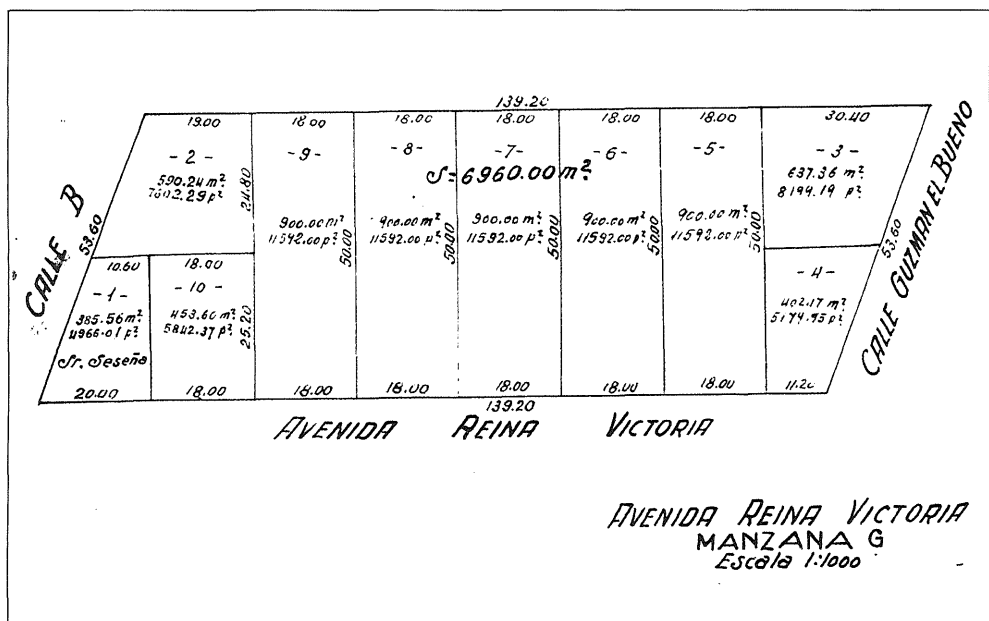 139.20
19.00 18.00 18.00 18.00 18.00 18.00 30.40
-2- -9- -8- -7- -6- -5- -3-
S= 6960.00 m².
590.24 m².
7602.29 p².
24.80
637.36 m².
8194.19 p².
900.00 m²
11592.00 p².
50.00
900.00 m².
11592.00 p².
50.00
900.00 m².
11592.00 p².
50.00
900.00 m².
11592.00 p².
50.00
900.00 m².
11592.00 p².
50.00
CALLE B
53.60
53.60
CALLE GUZMAN EL BUENO
10.60 18.00
-1- -10- -4-
385.56 m².
4966.01 p².
Sr. Seseña
453.60 m².
5842.37 p².
25.20
402.17 m².
5179.95 p².
20.00 18.00 18.00 18.00 18.00 18.00 18.00 11.20
139.20
AVENIDA REINA VICTORIA
AVENIDA REINA VICTORIA
MANZANA G
Escala 1:1000